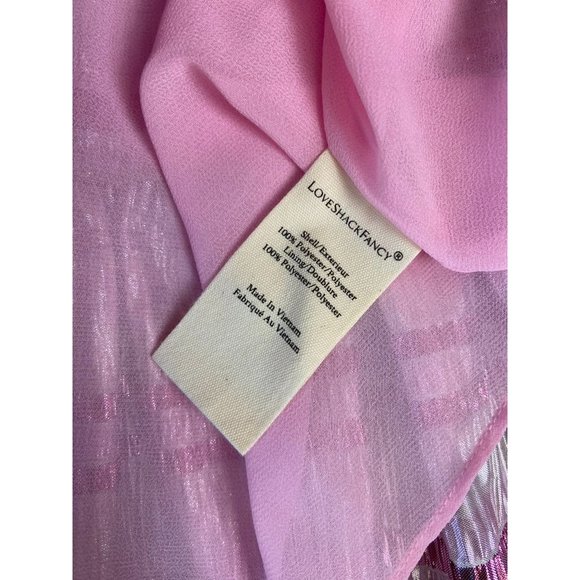 LOVESHACKFANCY®
Shell/Exterieur
100% Polyester/Polyester
Lining/Doublure
100% Polyester/Polyester
Made In Vietnam
Fabriqué Au Vietnam